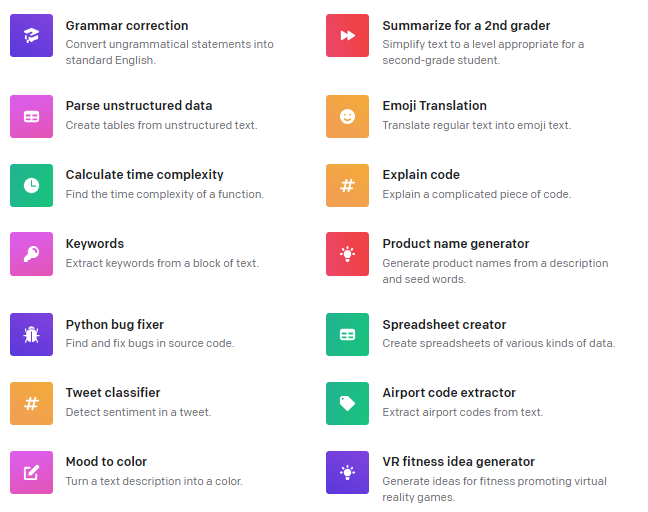 Grammar correction
Convert ungrammatical statements into
standard English.
Summarize for a 2nd grader
Simplify text to a level appropriate for a
second-grade student.
Parse unstructured data
Create tables from unstructured text.
Emoji Translation
Translate regular text into emoji text.
Calculate time complexity
Find the time complexity of a function.
Explain code
Explain a complicated piece of code.
Keywords
Extract keywords from a block of text.
Product name generator
Generate product names from a description
and seed words.
Python bug fixer
Find and fix bugs in source code.
Spreadsheet creator
Create spreadsheets of various kinds of data.
Tweet classifier
Detect sentiment in a tweet.
Airport code extractor
Extract airport codes from text.
Mood to color
Turn a text description into a color.
VR fitness idea generator
Generate ideas for fitness promoting virtual
reality games.